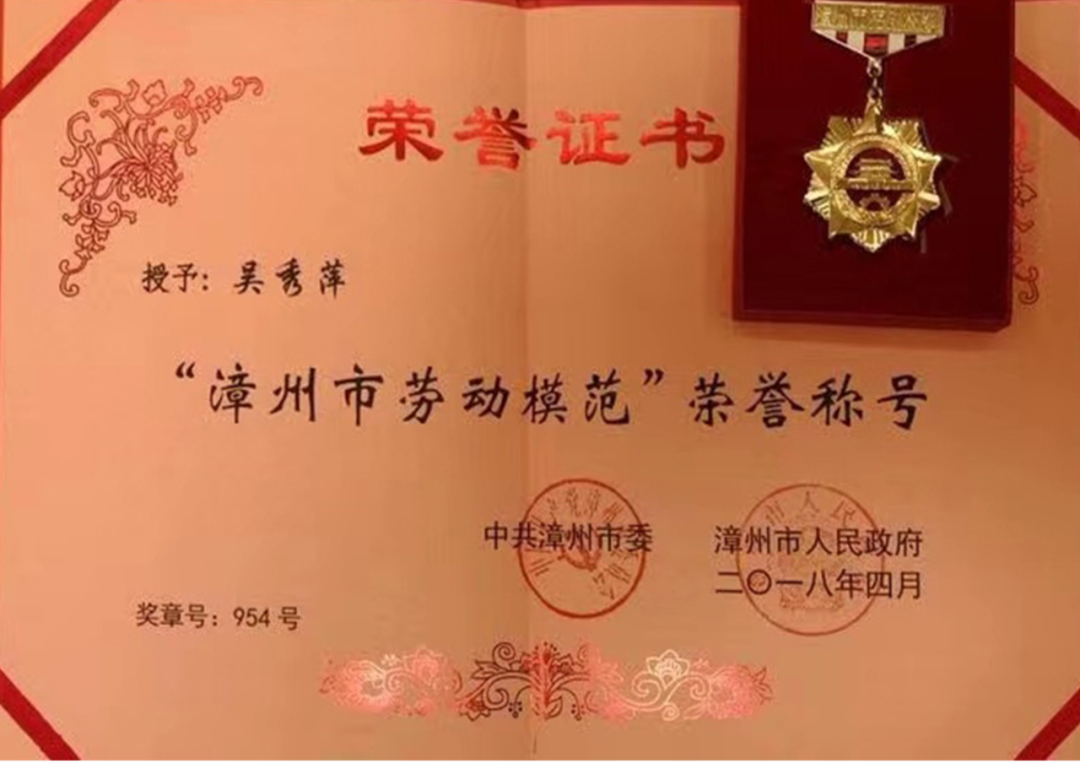 荣誉证书
授予：吴秀萍
“漳州市劳动模范”荣誉称号
中共漳州市委 漳州市人民政府
二〇一八年四月
奖章号：954号